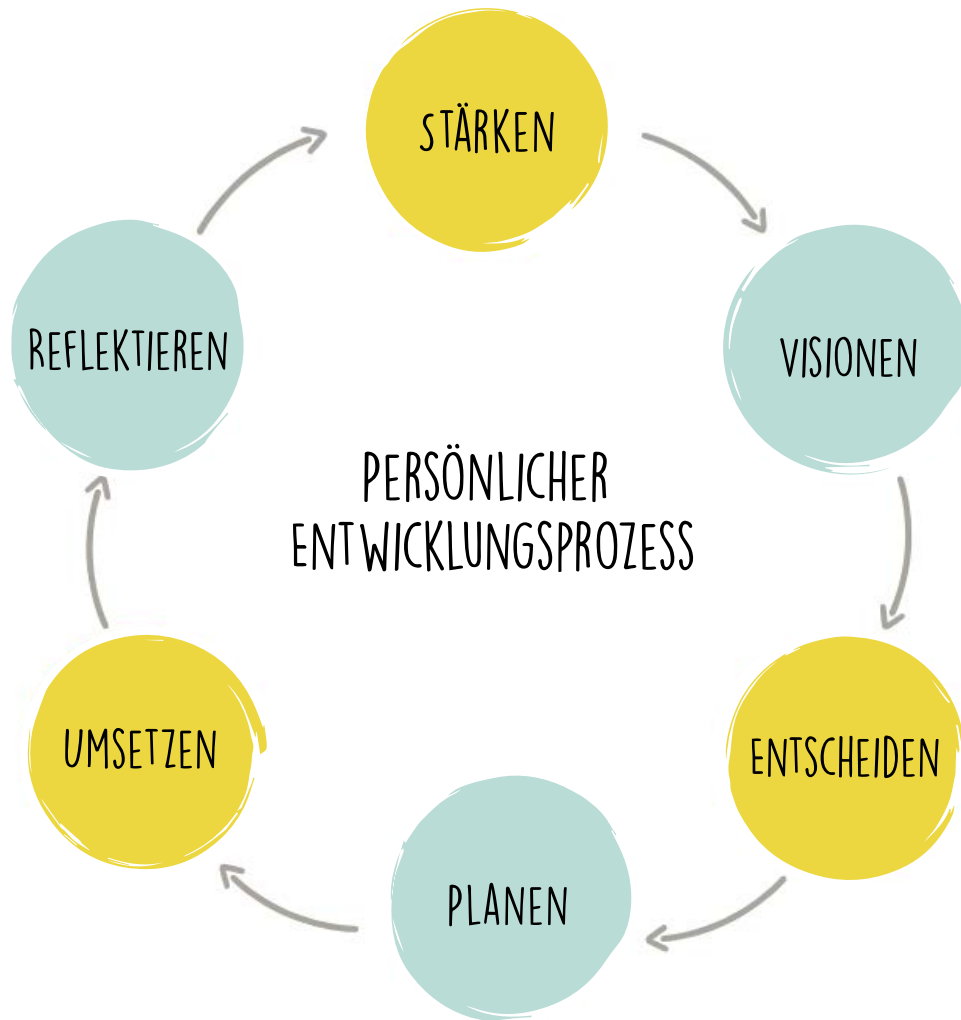 STÄRKEN
VISIONEN
ENTSCHEIDEN
PLANEN
UMSETZEN
REFLEKTIEREN
PERSÖNLICHER
ENTWICKLUNGSPROZESS